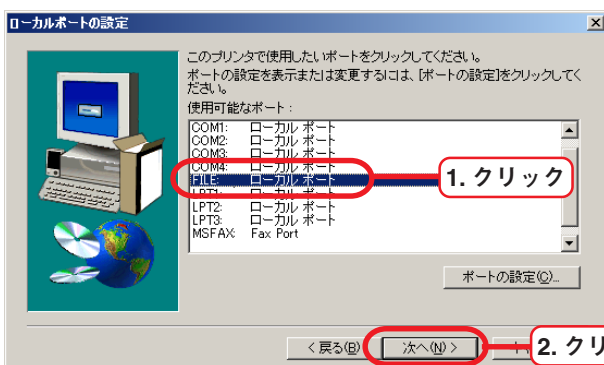 ローカルポートの設定
このプリンタで使用したいポートをクリックしてください。
ポートの設定を表示または変更するには、[ポートの設定]をクリックしてく
ださい。
使用可能なポート：
COM1: ローカル ポート
COM2: ローカル ポート
COM3: ローカル ポート
COM4: ローカル ポート
FILE: ローカル ポート
1. クリック
LPT1: ローカル ポート
LPT2: ローカル ポート
LPT3: ローカル ポート
MSFAX: Fax Port
ポートの設定(C)...
< 戻る(B)
次へ(N) >
2. クリ